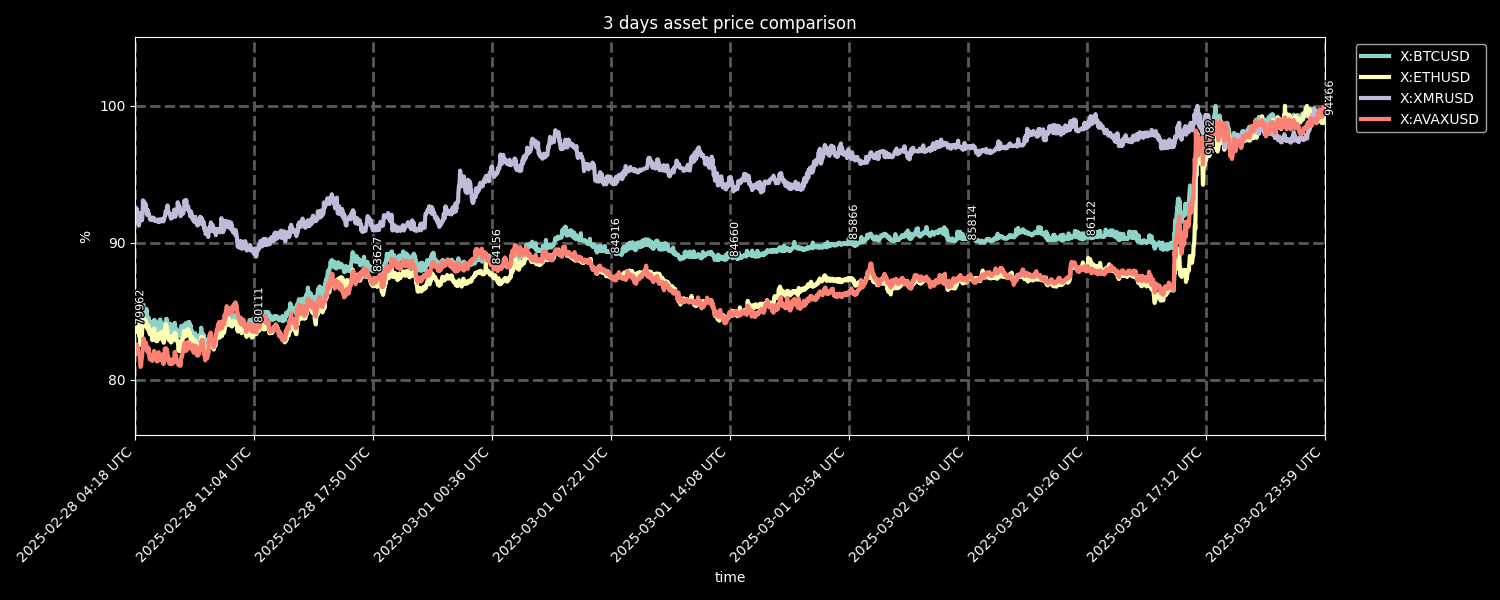 3 days asset price comparison
X:BTCUSD
X:ETHUSD
X:XMRUSD
X:AVAXUSD
%
100
90
80
79962
80111
83627
84156
84916
84660
85866
85814
86122
91782
94466
2025-02-28 04:18 UTC
2025-02-28 11:04 UTC
2025-02-28 17:50 UTC
2025-03-01 00:36 UTC
2025-03-01 07:22 UTC
2025-03-01 14:08 UTC
2025-03-01 20:54 UTC
2025-03-02 03:40 UTC
2025-03-02 10:26 UTC
2025-03-02 17:12 UTC
2025-03-02 23:59 UTC
time